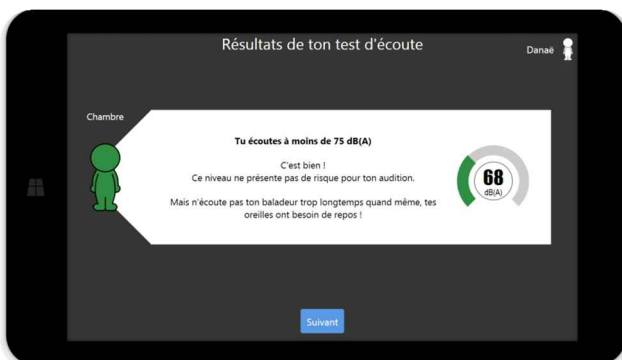 Résultats de ton test d'écoute
Danaë
Chambre
Tu écoutes à moins de 75 dB(A)
C'est bien !
Ce niveau ne présente pas de risque pour ton audition.
Mais n'écoute pas ton baladeur trop longtemps quand même, tes
oreilles ont besoin de repos !
68
dB(A)
Suivant